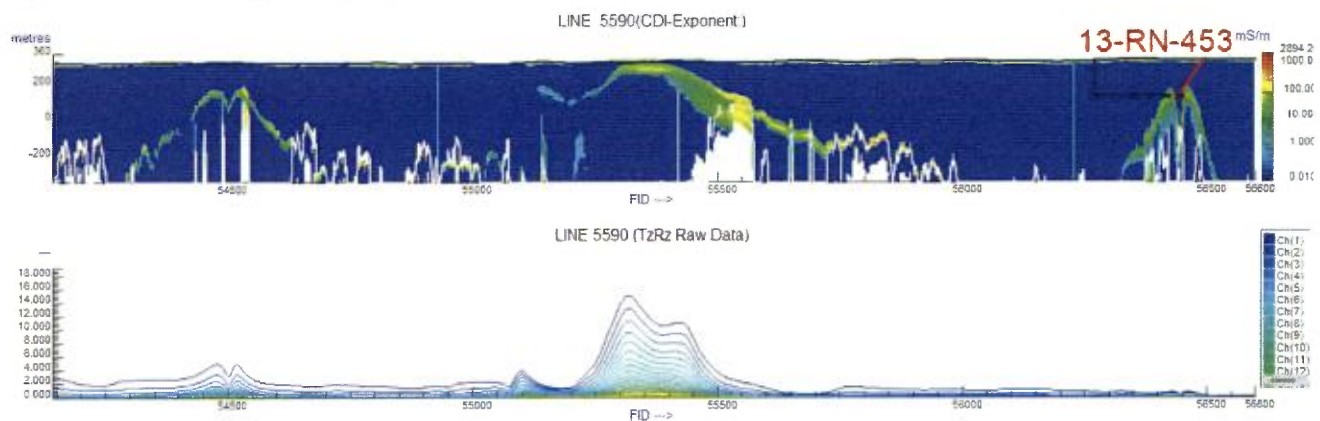 LINE 5590(CDI-Exponent)
metres
13-RN-453
mS/m
360
200
0
-200
2894.2
1000.0
100.00
10.00
1.000
0.010
54500 55000 55500 56000 56500 56600
FID --->
LINE 5590 (TzRz Raw Data)
18.000
16.000
14.000
12.000
10.000
8.000
6.000
4.000
2.000
0.000
Ch(1)
Ch(2)
Ch(3)
Ch(4)
Ch(5)
Ch(6)
Ch(7)
Ch(8)
Ch(9)
Ch(10)
Ch(11)
Ch(12)
54500 55000 55500 56000 56500 56600
FID --->